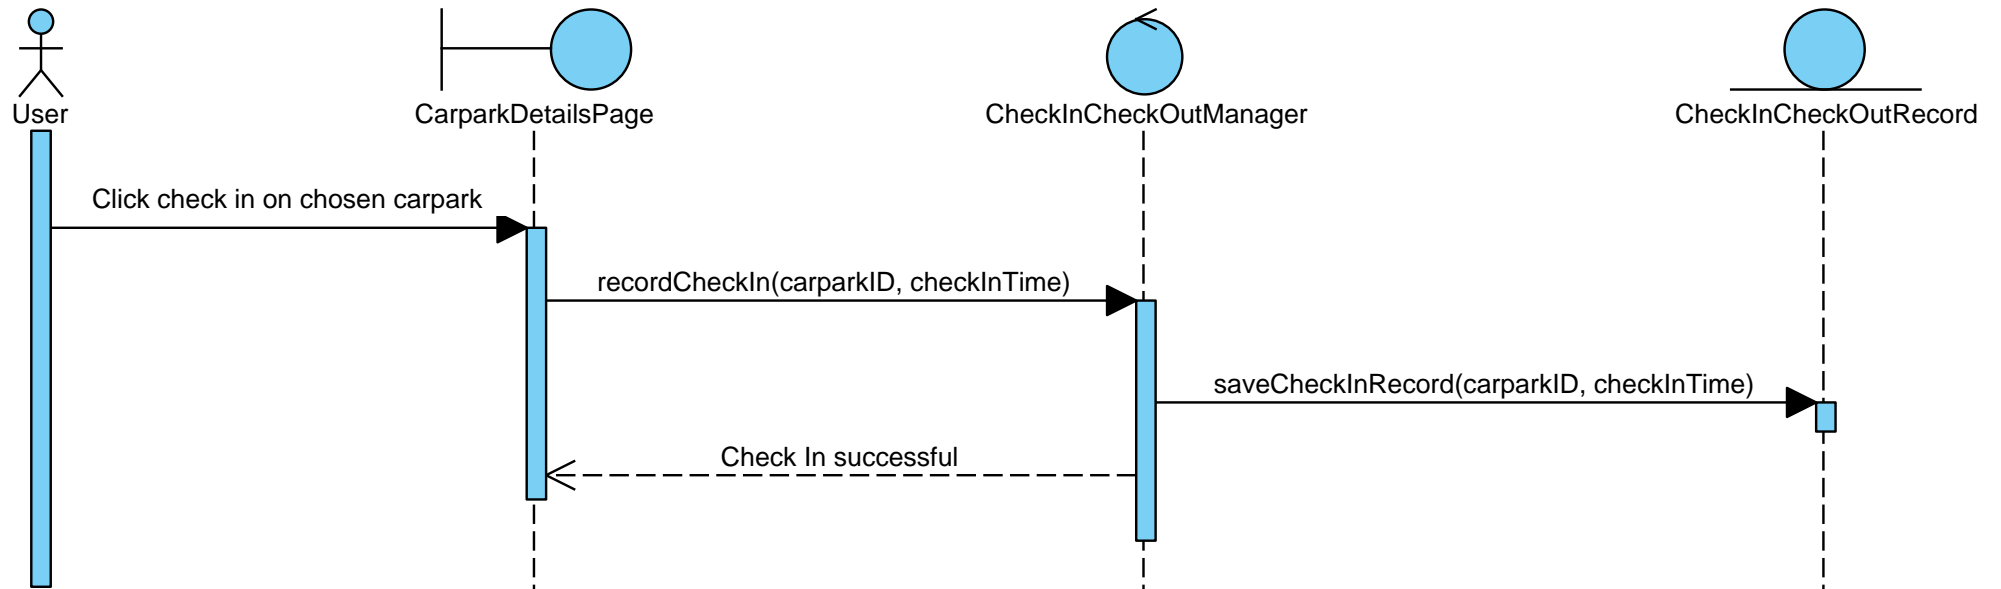 User
CarparkDetailsPage
CheckInCheckOutManager
CheckInCheckOutRecord
Click check in on chosen carpark
recordCheckIn(carparkID, checkInTime)
saveCheckInRecord(carparkID, checkInTime)
Check In successful